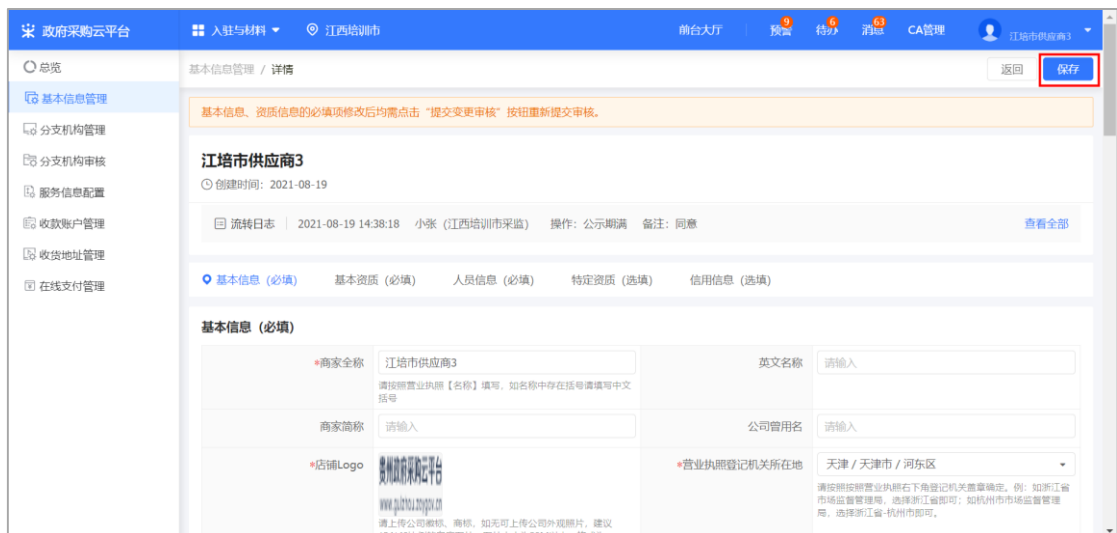 政府采购云平台
入驻与材料
江西培训市
前台大厅
预警
9
待办
6
消息
63
CA管理
江培市供应商3
总览
基本信息管理
分支机构管理
分支机构审核
服务信息配置
收款账户管理
收货地址管理
在线支付管理
基本信息管理 / 详情
返回
保存
基本信息、资质信息的必填项修改后均需点击“提交变更审核”按钮重新提交审核。
江培市供应商3
创建时间：2021-08-19
流转日志 2021-08-19 14:38:18 小张（江西培训市采监） 操作：公示期满 备注：同意
查看全部
基本信息（必填） 基本资质（必填） 人员信息（必填） 特定资质（选填） 信用信息（选填）
基本信息（必填）
*商家全称
江培市供应商3
请按照营业执照【名称】填写，如名称中存在括号请填写中文
括号
英文名称
请输入
商家简称
请输入
公司曾用名
请输入
*店铺Logo
贵州政府采购云平台
www.guizhou.zcygov.cn
请上传公司徽标、商标，如无可上传公司外观照片，建议
*营业执照登记机关所在地
天津 / 天津市 / 河东区
请按照按照营业执照右下角登记机关盖章确定。例：如浙江省
市场监督管理局，选择浙江省即可；如杭州市市场监督管理
局，选择浙江省-杭州市即可。